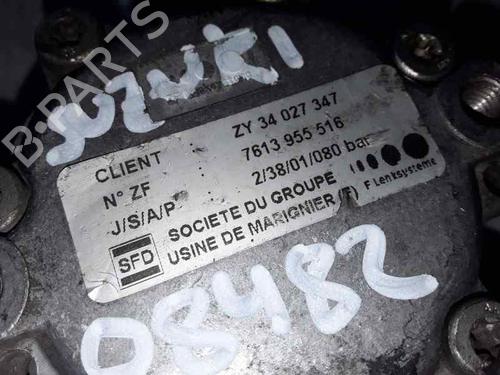 B-PARTS
SUZUKI
CLIENT ZY 34 027 347
N° ZF 7613 955 516
J/S/A/P 2/38/01/080 bar
SFD SOCIETE DU GROUPE
USINE DE MARIGNIER (F) F Lenksysteme
08482